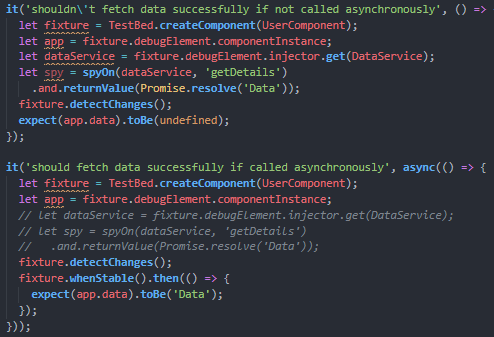 it('shouldn\'t fetch data successfully if not called asynchronously', () =>
  let fixture = TestBed.createComponent(UserComponent);
  let app = fixture.debugElement.componentInstance;
  let dataService = fixture.debugElement.injector.get(DataService);
  let spy = spyOn(dataService, 'getDetails')
    .and.returnValue(Promise.resolve('Data'));
  fixture.detectChanges();
  expect(app.data).toBe(undefined);
});

it('should fetch data successfully if called asynchronously', async(() => {
  let fixture = TestBed.createComponent(UserComponent);
  let app = fixture.debugElement.componentInstance;
  // let dataService = fixture.debugElement.injector.get(DataService);
  // let spy = spyOn(dataService, 'getDetails')
  //   .and.returnValue(Promise.resolve('Data'));
  fixture.detectChanges();
  fixture.whenStable().then(() => {
    expect(app.data).toBe('Data');
  });
}));